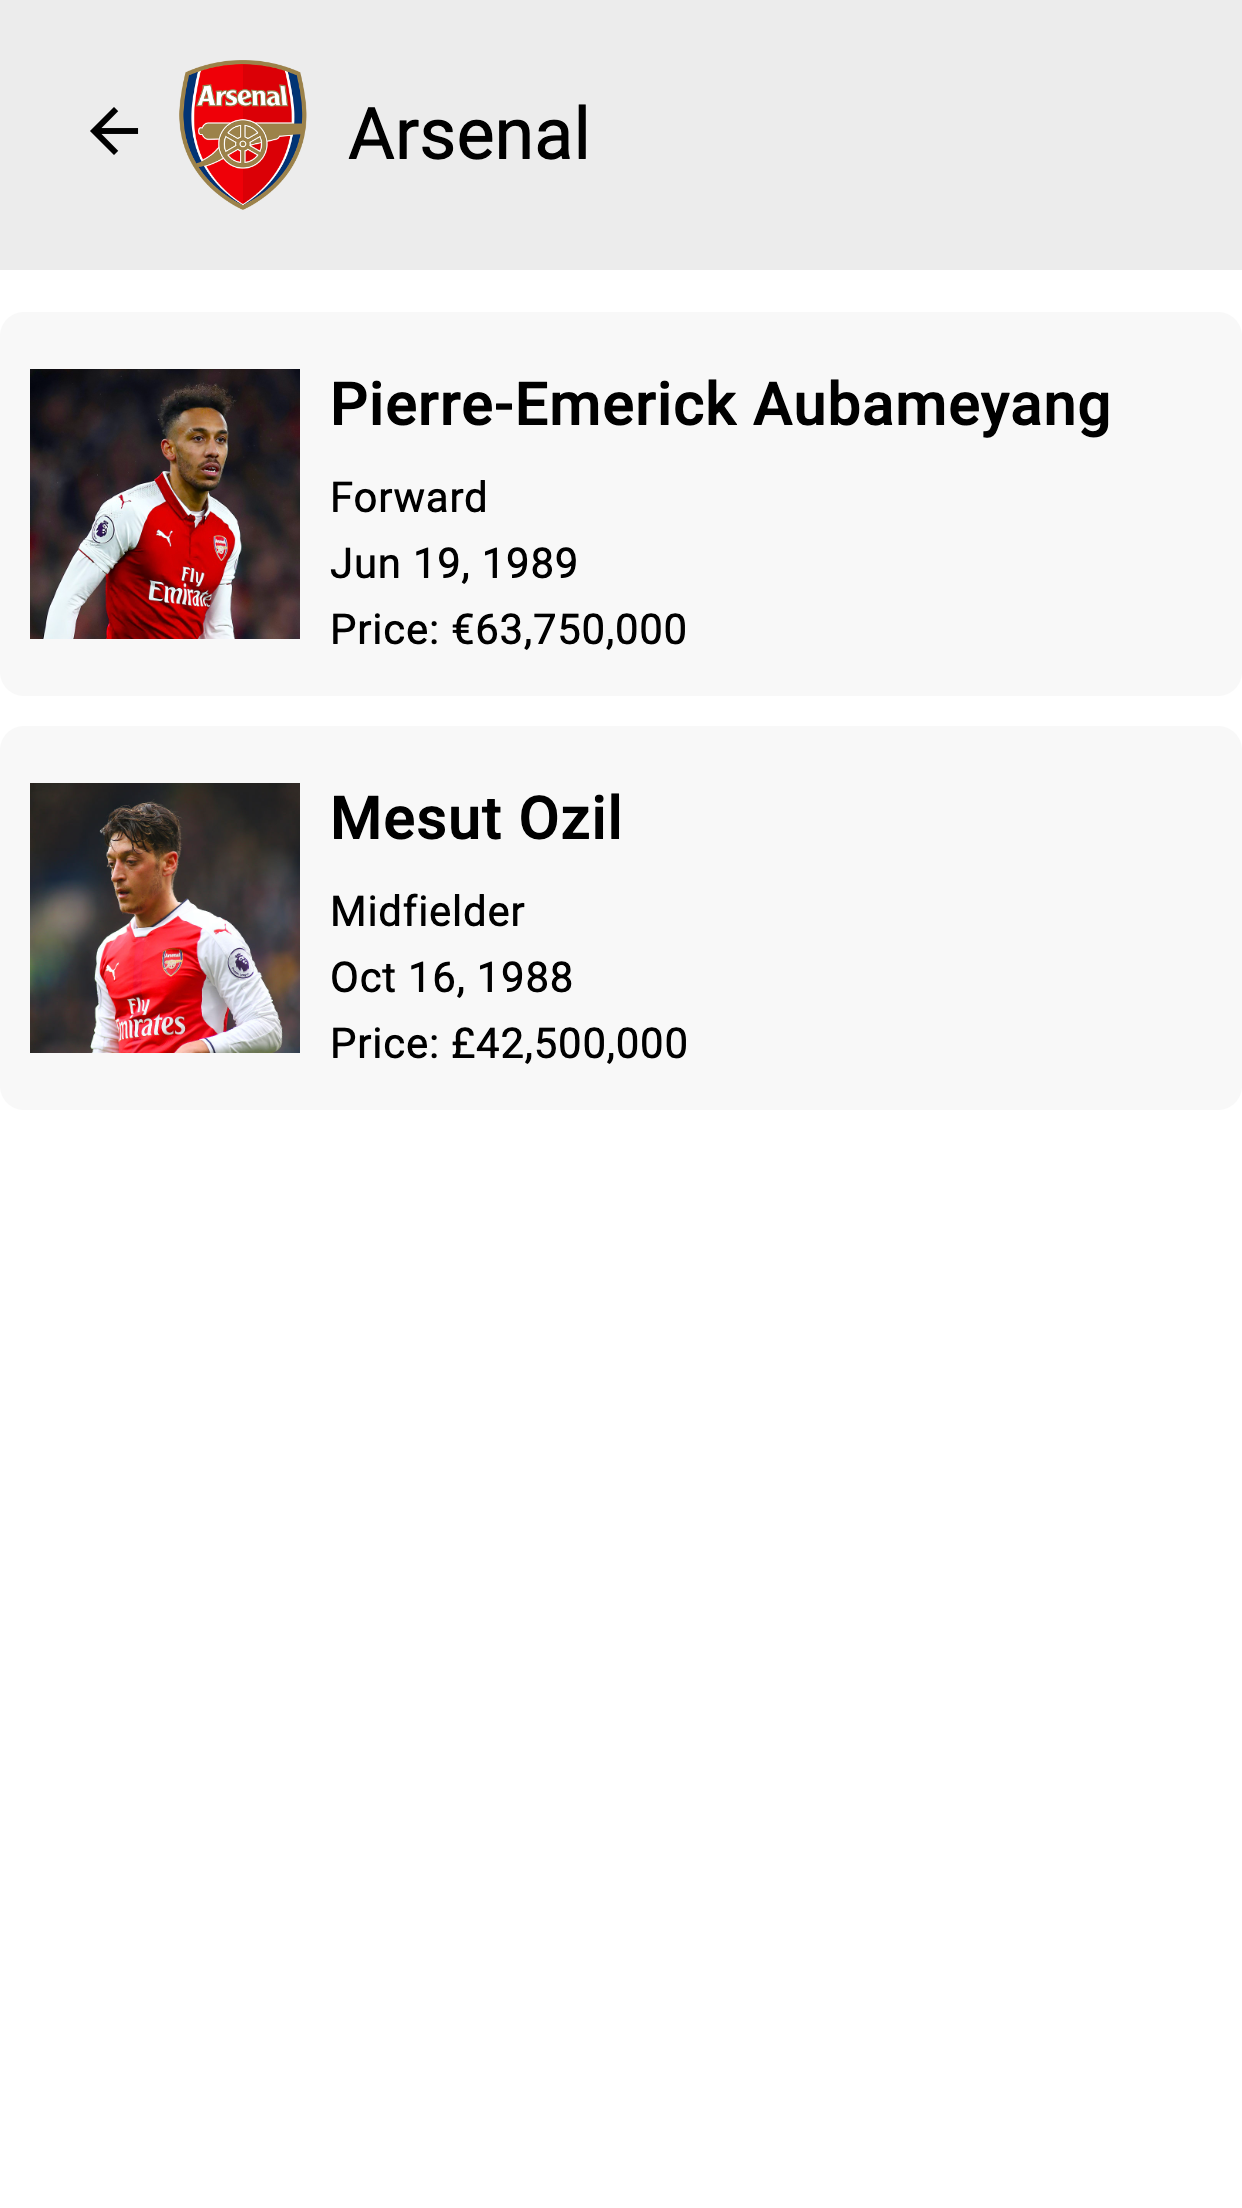 Arsenal
Arsenal
Pierre-Emerick Aubameyang
Forward
Jun 19, 1989
Price: €63,750,000
Fly
Emirates
Mesut Ozil
Midfielder
Oct 16, 1988
Price: £42,500,000
Fly
Emirates